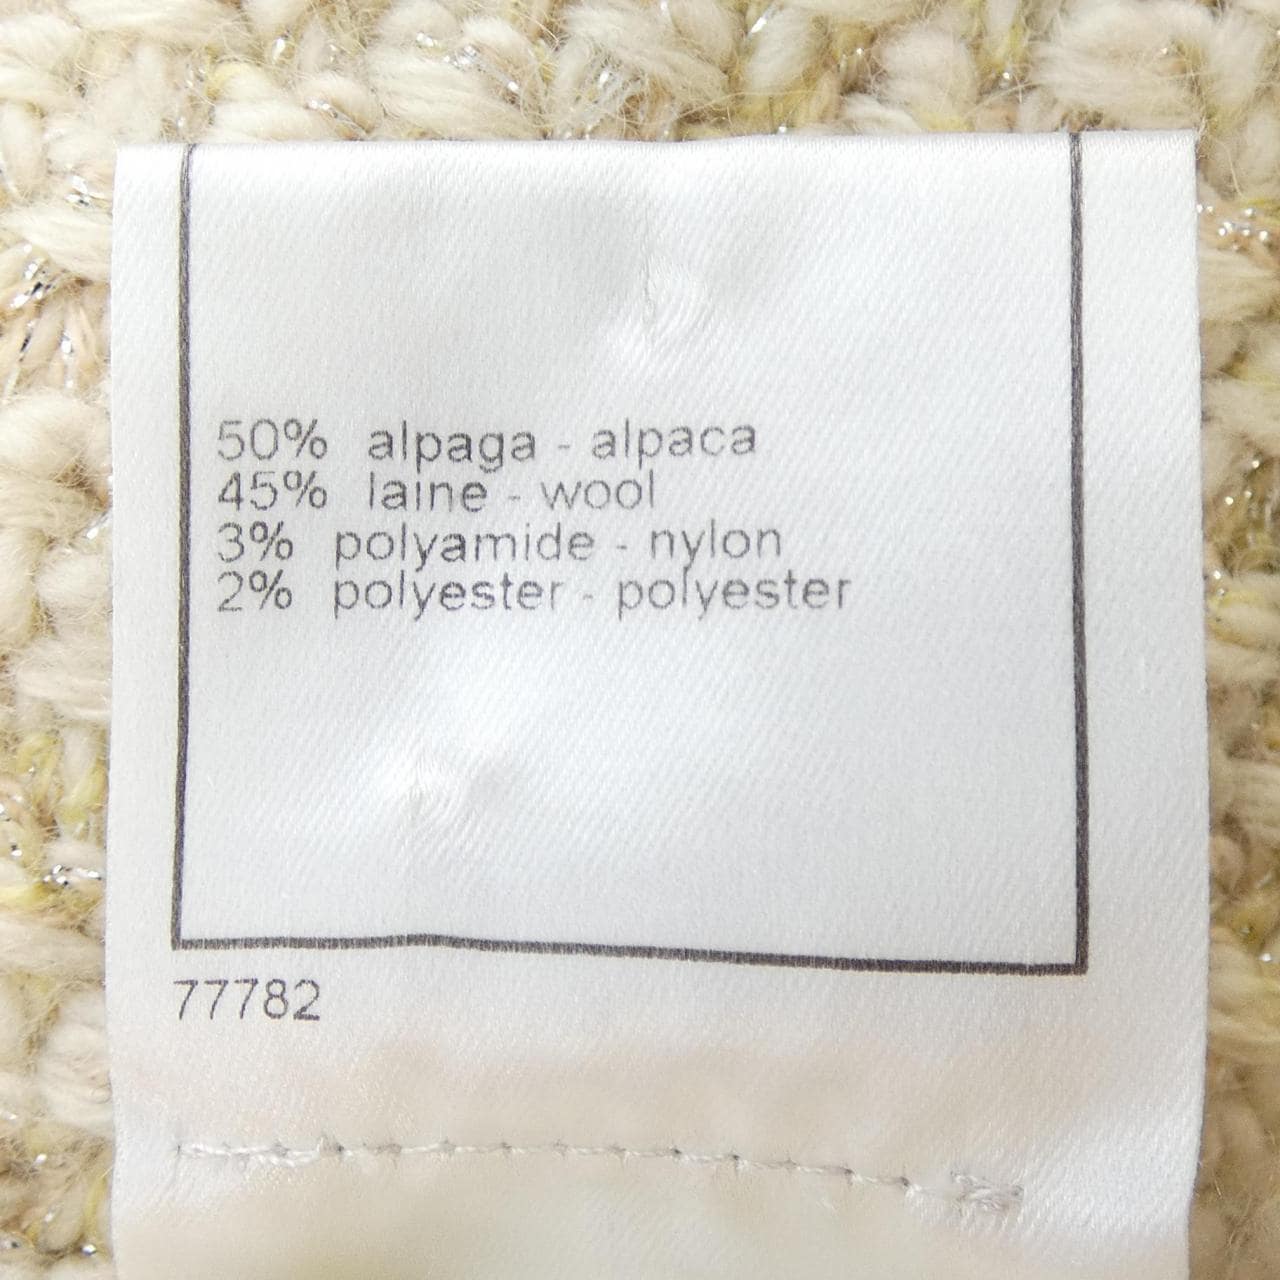 50% alpaga - alpaca
45% laine - wool
3% polyamide - nylon
2% polyester - polyester
77782